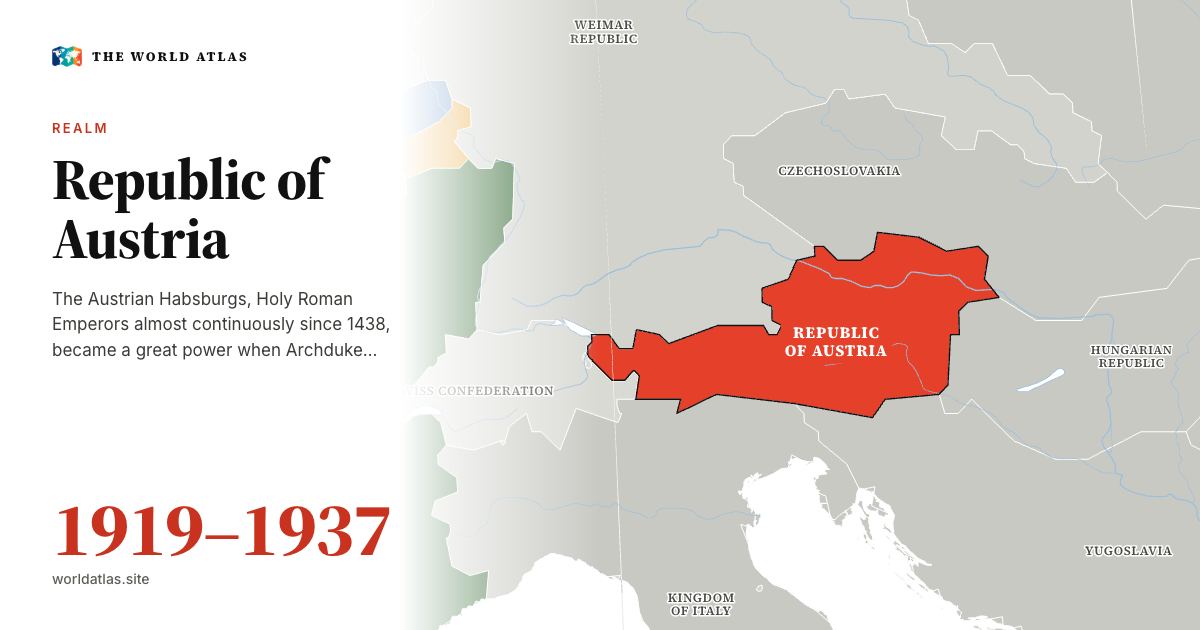 THE WORLD ATLAS
REALM
Republic of
Austria
The Austrian Habsburgs, Holy Roman
Emperors almost continuously since 1438,
became a great power when Archduke...
1919–1937
worldatlas.site
WEIMAR
REPUBLIC
CZECHOSLOVAKIA
REPUBLIC
OF AUSTRIA
HUNGARIAN
REPUBLIC
CONFEDERATION
YUGOSLAVIA
KINGDOM
OF ITALY